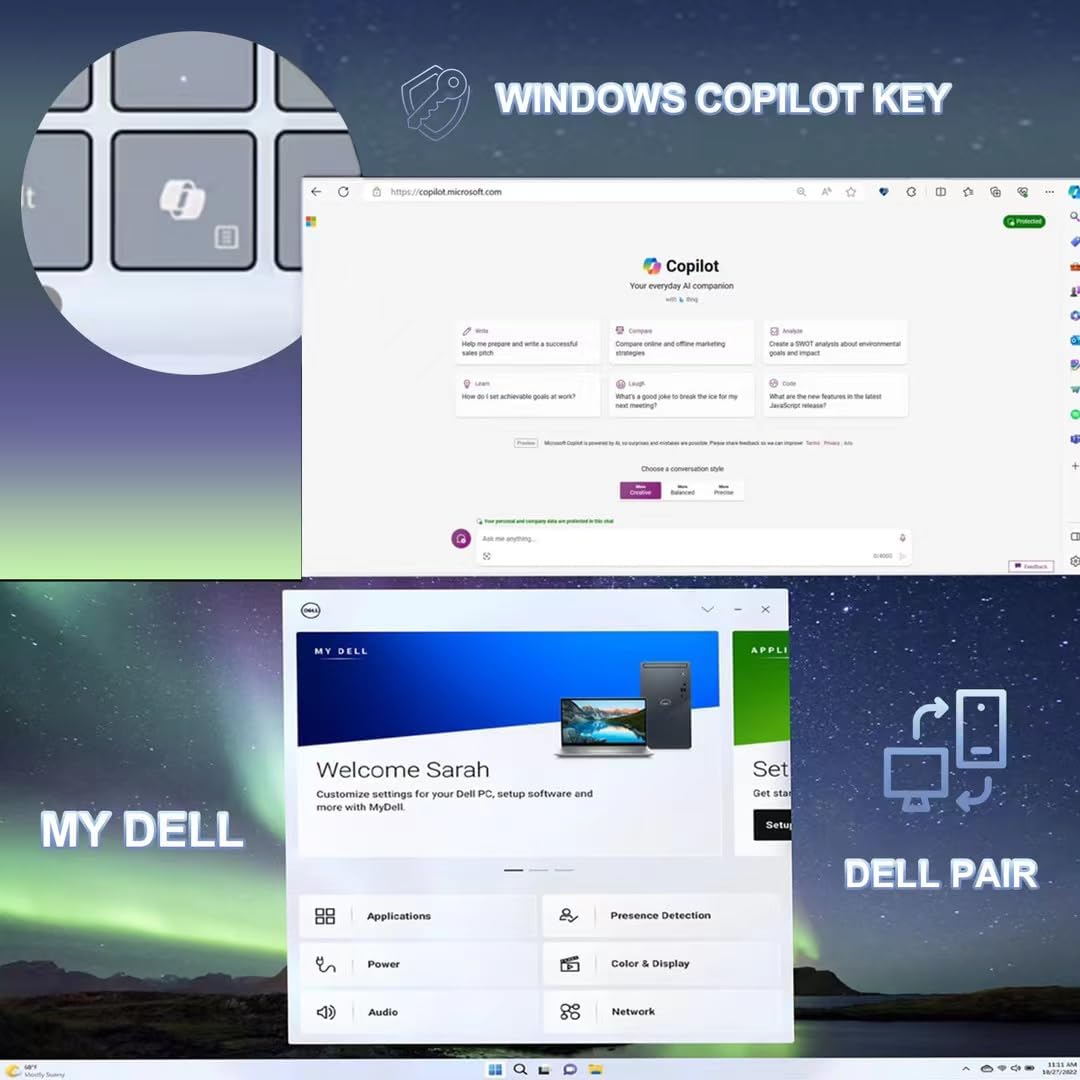 WINDOWS COPILOT KEY
lt
https://copilot.microsoft.com
Protected
Copilot
Your everyday AI companion
with Bing
Write
Help me prepare and write a successful
sales pitch
Compare
Compare online and offline marketing
strategies
Analyze
Create a SWOT analysis about environmental
goals and impact
Learn
How do I set achievable goals at work?
Laugh
What's a good joke to break the ice for my
next meeting?
Code
What are the new features in the latest
JavaScript release?
Preview Microsoft Copilot is powered by AI, so surprises and mistakes are possible. Please share feedback so we can improve Terms Privacy Ads
Choose a conversation style
More
Creative
More
Balanced
More
Precise
Your personal and company data are protected in this chat
Ask me anything...
0/4000
Feedback
DELL
MY DELL
APPLI
Welcome Sarah
Customize settings for your Dell PC, setup software and
more with MyDell.
Set
Get star
Setup
MY DELL
DELL PAIR
Applications
Presence Detection
Power
Color & Display
Audio
Network
68°F
Mostly Sunny
11:11 AM
10/27/2022